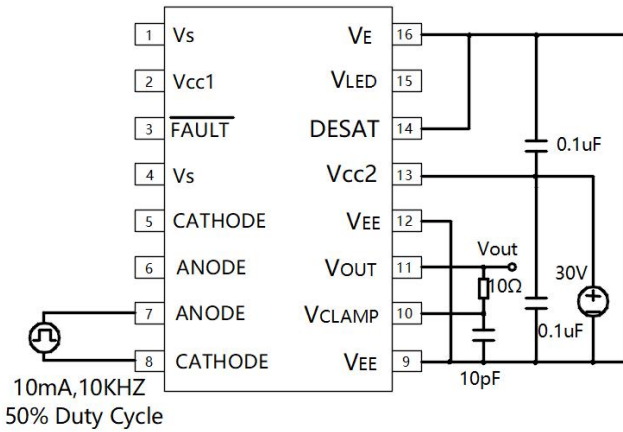 1 Vs VE 16
2 Vcc1 VLED 15
3 FAULT DESAT 14
0.1uF
4 Vs Vcc2 13
5 CATHODE VEE 12
Vout
6 ANODE VOUT 11
10Ω 30V
7 ANODE VCLAMP 10
0.1uF
8 CATHODE VEE 9
10pF
10mA,10KHZ
50% Duty Cycle